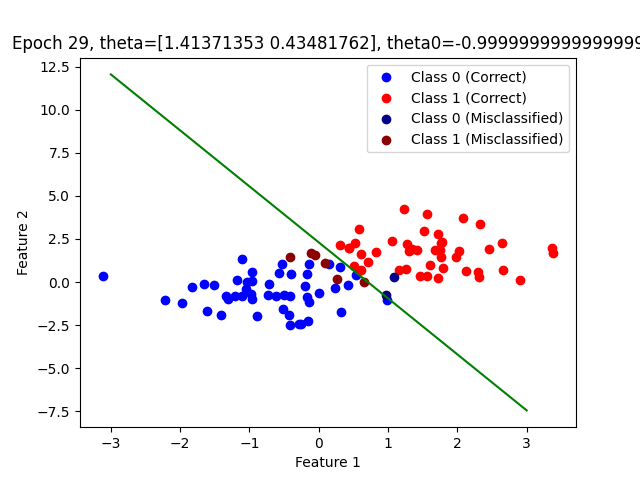 Epoch 29, theta=[1.41371353 0.43481762], theta0=-0.9999999999999999
12.5
10.0
7.5
5.0
2.5
0.0
−2.5
−5.0
−7.5
Feature 2
Class 0 (Correct)
Class 1 (Correct)
Class 0 (Misclassified)
Class 1 (Misclassified)
−3
−2
−1
0
1
2
3
Feature 1